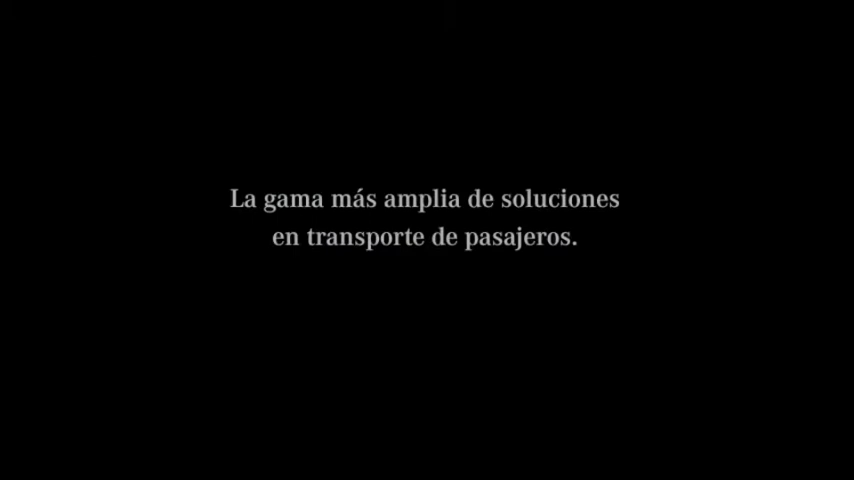 La gama más amplia de soluciones
en transporte de pasajeros.